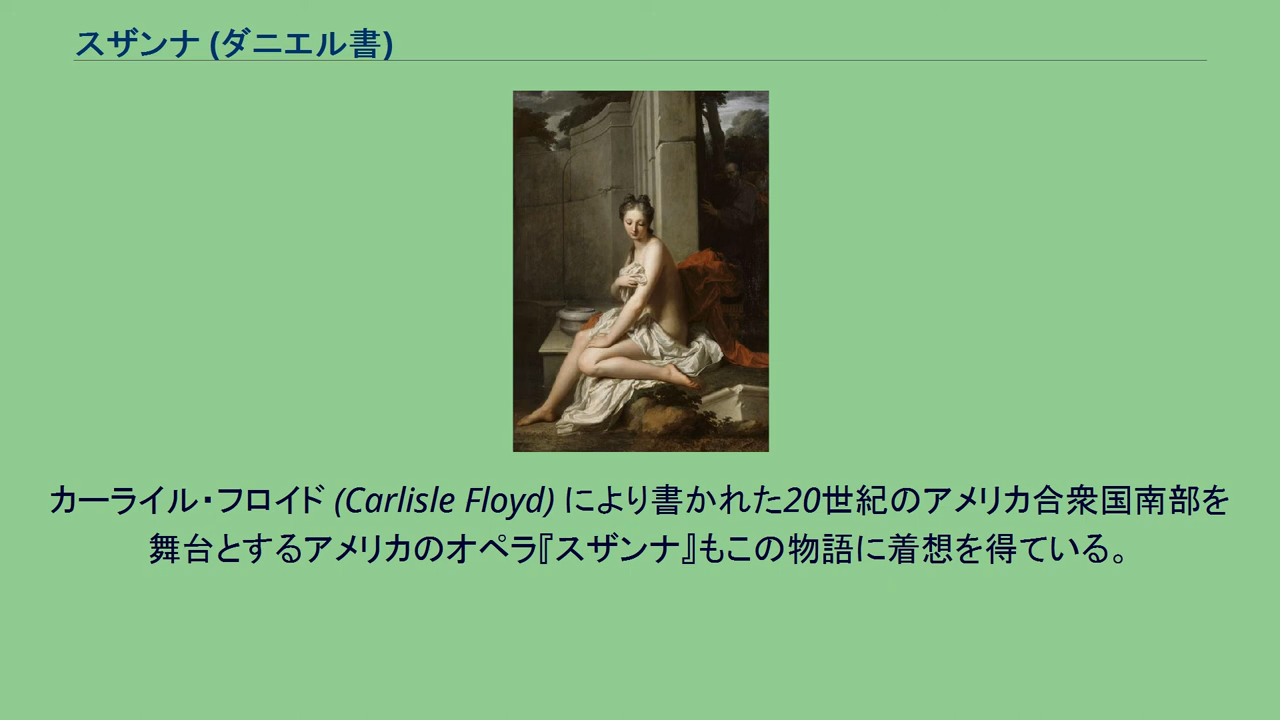 スザンナ (ダニエル書)
カーライル・フロイド (Carlisle Floyd) により書かれた20世紀のアメリカ合衆国南部を
舞台とするアメリカのオペラ『スザンナ』もこの物語に着想を得ている。